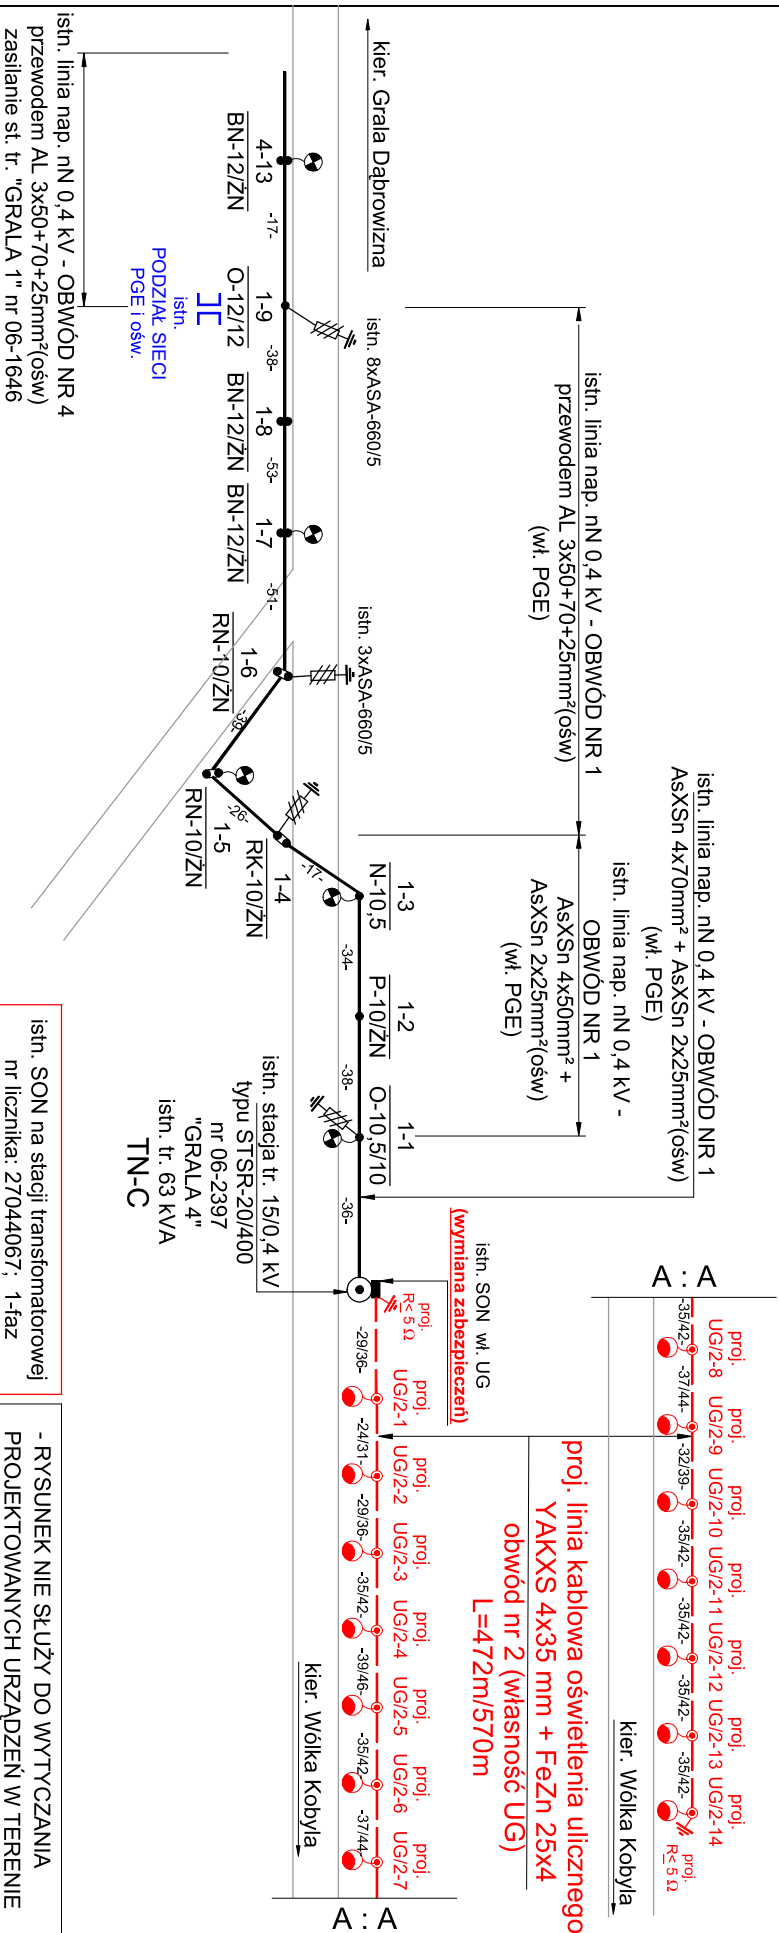 kier. Grala Dąbrowizna
istn. 8xASA-660/5
4-13
BN-12/ŻN
-17-
1-9
O-12/12
-38-
1-8
BN-12/ŻN
-53-
1-7
BN-12/ŻN
-51-
istn.
PODZIAŁ SIECI
PGE i ośw.
istn. linia nap. nN 0,4 kV - OBWÓD NR 4
przewodem AL 3x50+70+25mm²(ośw)
zasilanie st. tr. "GRALA 1" nr 06-1646
istn. linia nap. nN 0,4 kV - OBWÓD NR 1
przewodem AL 3x50+70+25mm²(ośw)
(wł. PGE)
istn. 3xASA-660/5
1-6
RN-10/ŻN
-39-
1-5
RN-10/ŻN
-26-
1-4
RK-10/ŻN
-17-
1-3
N-10,5
-34-
1-2
P-10/ŻN
-38-
1-1
O-10,5/10
-36-
istn. linia nap. nN 0,4 kV - OBWÓD NR 1
AsXSn 4x70mm² + AsXSn 2x25mm²(ośw)
(wł. PGE)
istn. linia nap. nN 0,4 kV -
OBWÓD NR 1
AsXSn 4x50mm² +
AsXSn 2x25mm²(ośw)
(wł. PGE)
istn. stacja tr. 15/0,4 kV
typu STSR-20/400
nr 06-2397
"GRALA 4"
istn. tr. 63 kVA
TN-C
istn. SON wł. UG
(wymiana zabezpieczeń)
proj.
R≤ 5 Ω
-29/36-
proj.
UG/2-1
-24/31-
proj.
UG/2-2
-29/36-
proj.
UG/2-3
-35/42-
proj.
UG/2-4
-39/46-
proj.
UG/2-5
-35/42-
proj.
UG/2-6
-37/44-
proj.
UG/2-7
kier. Wólka Kobyla
A : A
A : A
-35/42-
proj.
UG/2-8
-37/44-
proj.
UG/2-9
-32/39-
proj.
UG/2-10
-35/42-
proj.
UG/2-11
-35/42-
proj.
UG/2-12
-35/42-
proj.
UG/2-13
-35/42-
proj.
UG/2-14
proj.
R≤ 5 Ω
kier. Wólka Kobyla
proj. linia kablowa oświetlenia ulicznego
YAKXS 4x35 mm + FeZn 25x4
obwód nr 2 (własność UG)
L=472m/570m
istn. SON na stacji transfomatorowej
nr licznika: 27044067; 1-faz
- RYSUNEK NIE SŁUŻY DO WYTYCZANIA
PROJEKTOWANYCH URZĄDZEŃ W TERENIE